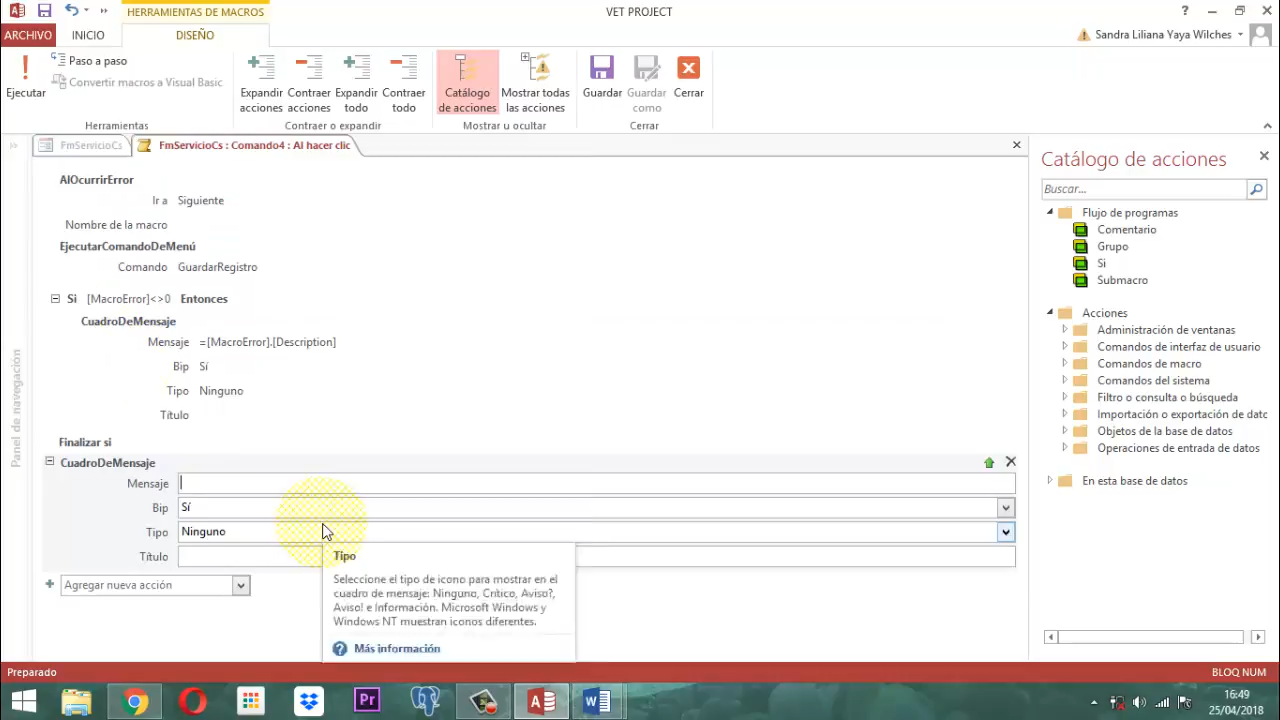 HERRAMIENTAS DE MACROS
VET PROJECT
ARCHIVO
INICIO
DISEÑO
Sandra Liliana Yaya Wilches
Ejecutar
Paso a paso
Convertir macros a Visual Basic
Herramientas
Expandir acciones
Contraer acciones
Expandir todo
Contraer todo
Contraer o expandir
Catálogo de acciones
Mostrar todas las acciones
Mostrar u ocultar
Guardar
Guardar como
Cerrar
Cerrar
FmServicioCs
FmServicioCs : Comando4 : Al hacer clic
AlOcurrirError
Ir a Siguiente
Nombre de la macro
EjecutarComandoDeMenú
Comando GuardarRegistro
Si [MacroError]<>0 Entonces
CuadroDeMensaje
Mensaje =[MacroError].[Description]
Bip Sí
Tipo Ninguno
Título
Finalizar si
CuadroDeMensaje
Mensaje
Bip Sí
Tipo Ninguno
Título
Agregar nueva acción
Tipo
Seleccione el tipo de icono para mostrar en el
cuadro de mensaje: Ninguno, Crítico, Aviso?,
Aviso! e Información. Microsoft Windows y
Windows NT muestran iconos diferentes.
Más información
Panel de navegación
Catálogo de acciones
Buscar...
Flujo de programas
Comentario
Grupo
Si
Submacro
Acciones
Administración de ventanas
Comandos de interfaz de usuario
Comandos de macro
Comandos del sistema
Filtro o consulta o búsqueda
Importación o exportación de datc
Objetos de la base de datos
Operaciones de entrada de datos
En esta base de datos
Preparado
BLOQ NUM
Pr
16:49
25/04/2018